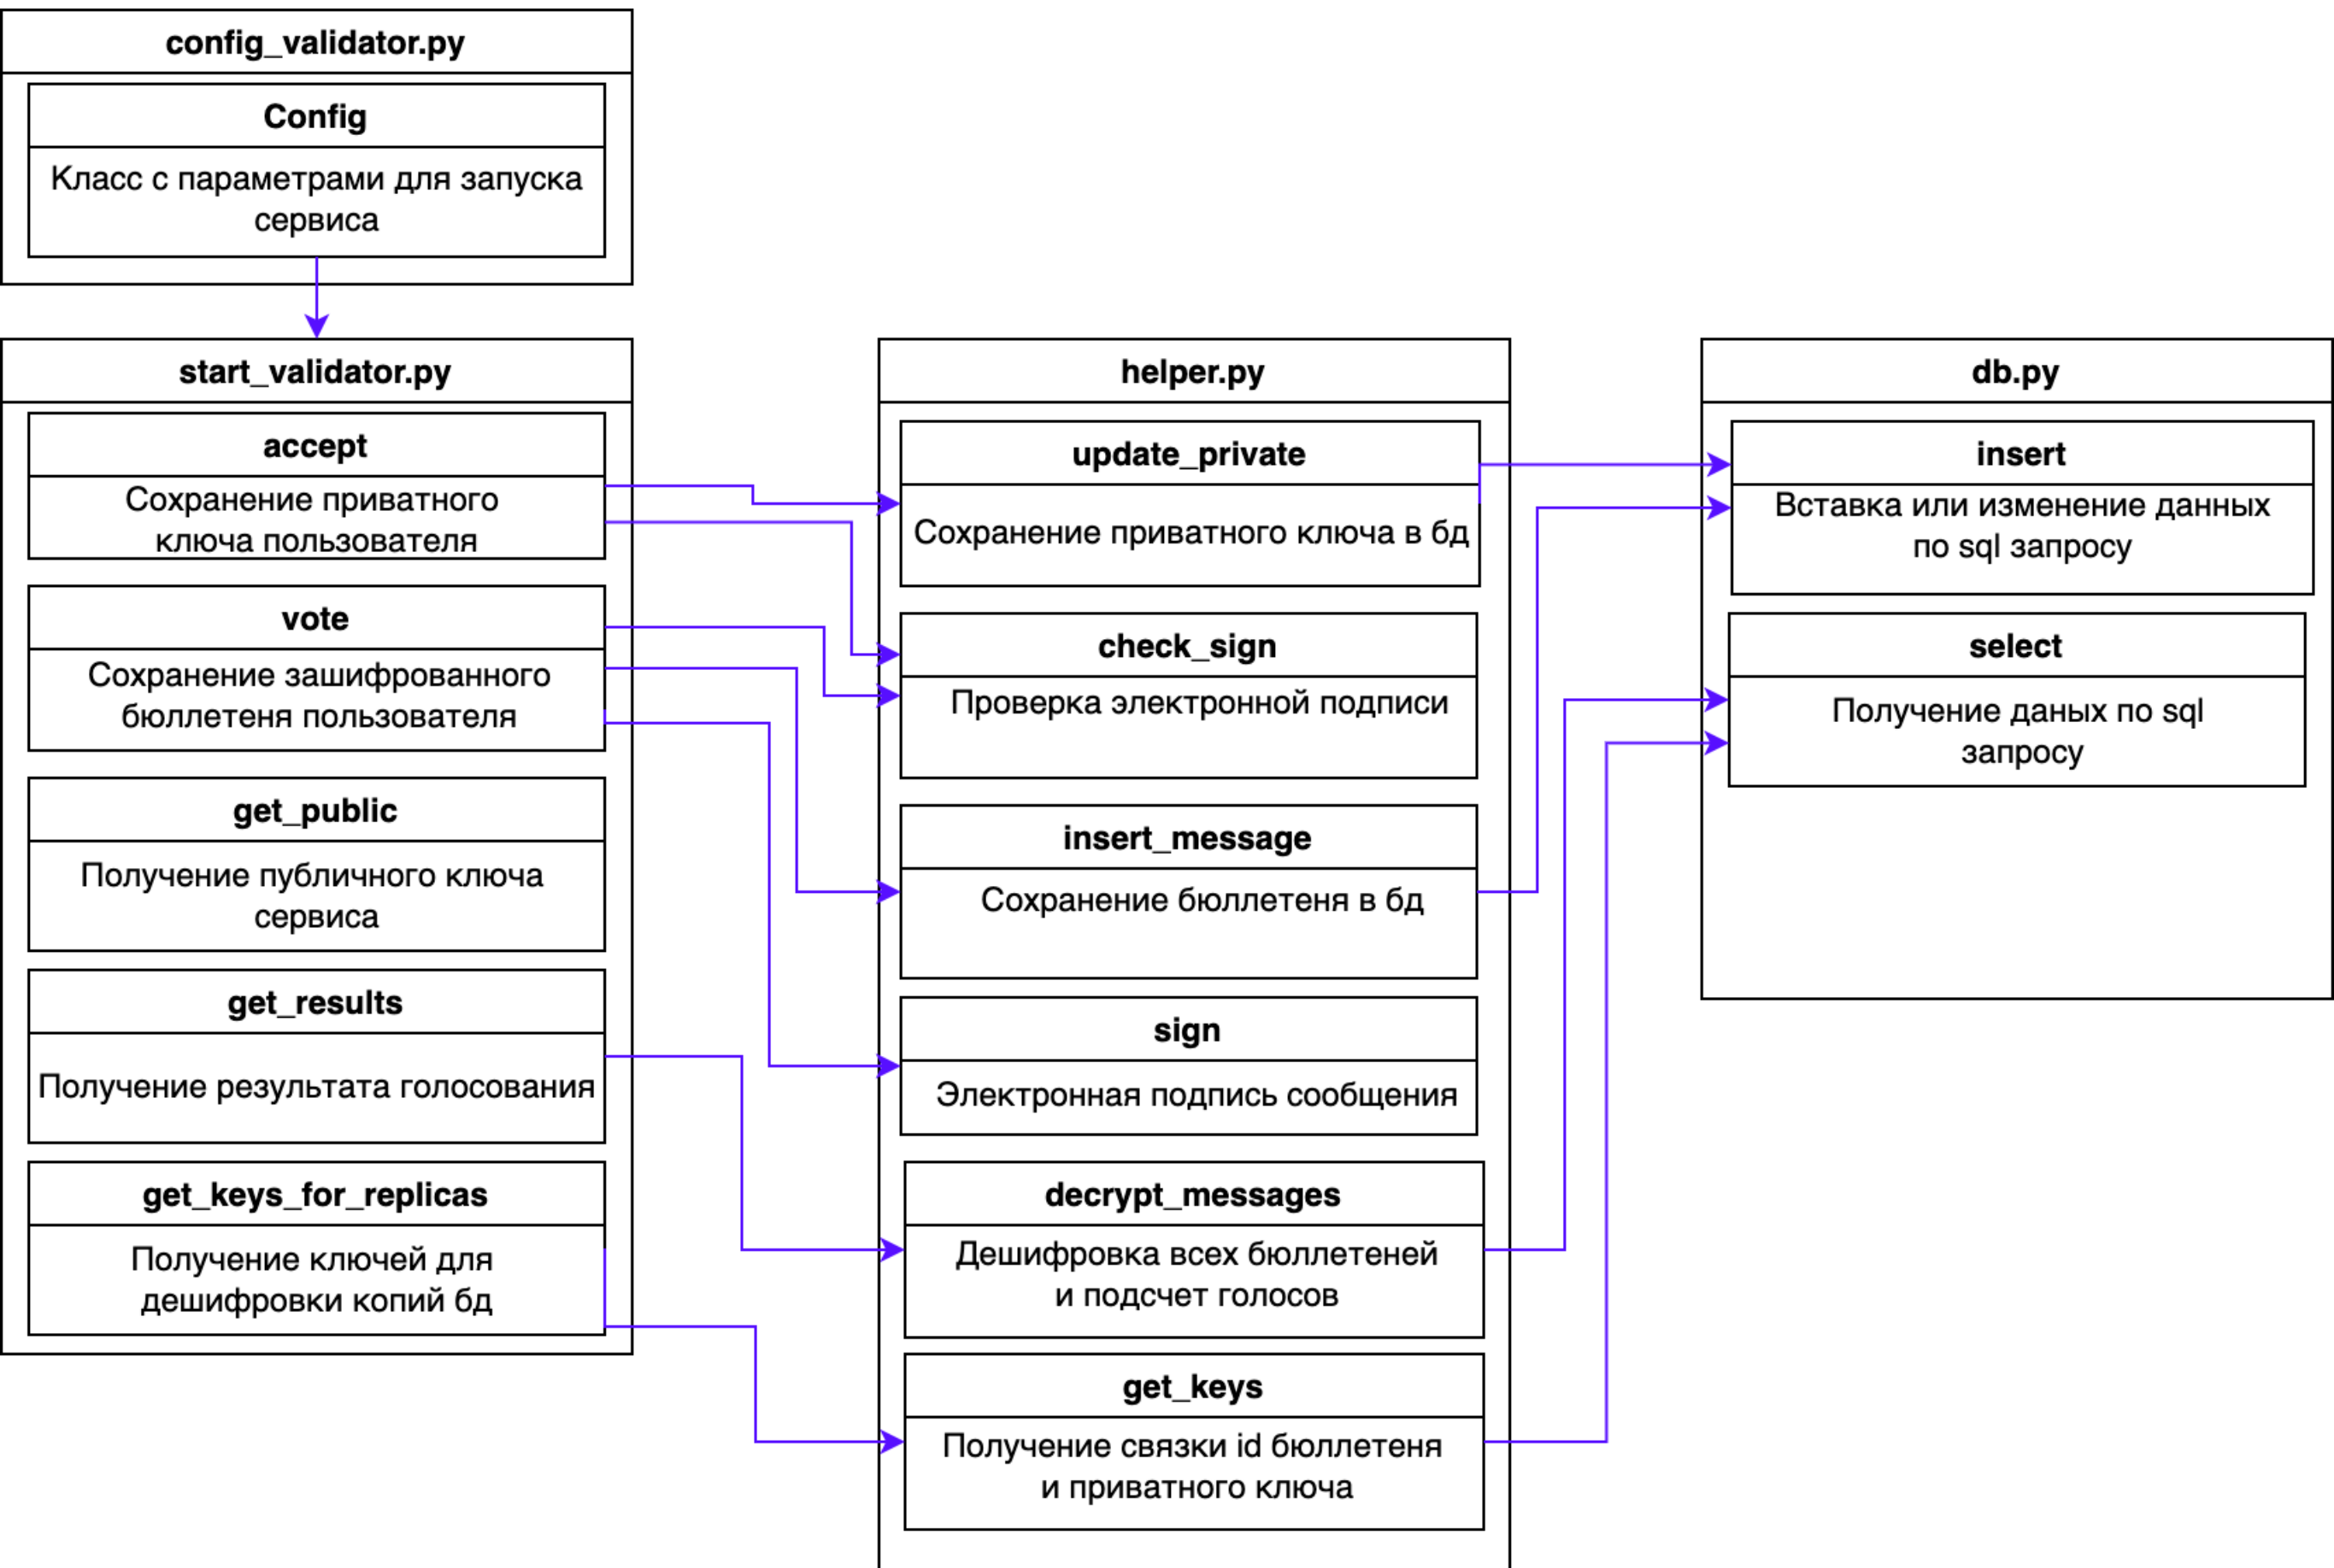 config_validator.py
Config
Класс с параметрами для запуска
сервиса
start_validator.py
accept
Сохранение приватного
ключа пользователя
vote
Сохранение зашифрованного
бюллетеня пользователя
get_public
Получение публичного ключа
сервиса
get_results
Получение результата голосования
get_keys_for_replicas
Получение ключей для
дешифровки копий бд
helper.py
update_private
Сохранение приватного ключа в бд
check_sign
Проверка электронной подписи
insert_message
Сохранение бюллетеня в бд
sign
Электронная подпись сообщения
decrypt_messages
Дешифровка всех бюллетеней
и подсчет голосов
get_keys
Получение связки id бюллетеня
и приватного ключа
db.py
insert
Вставка или изменение данных
по sql запросу
select
Получение даных по sql
запросу